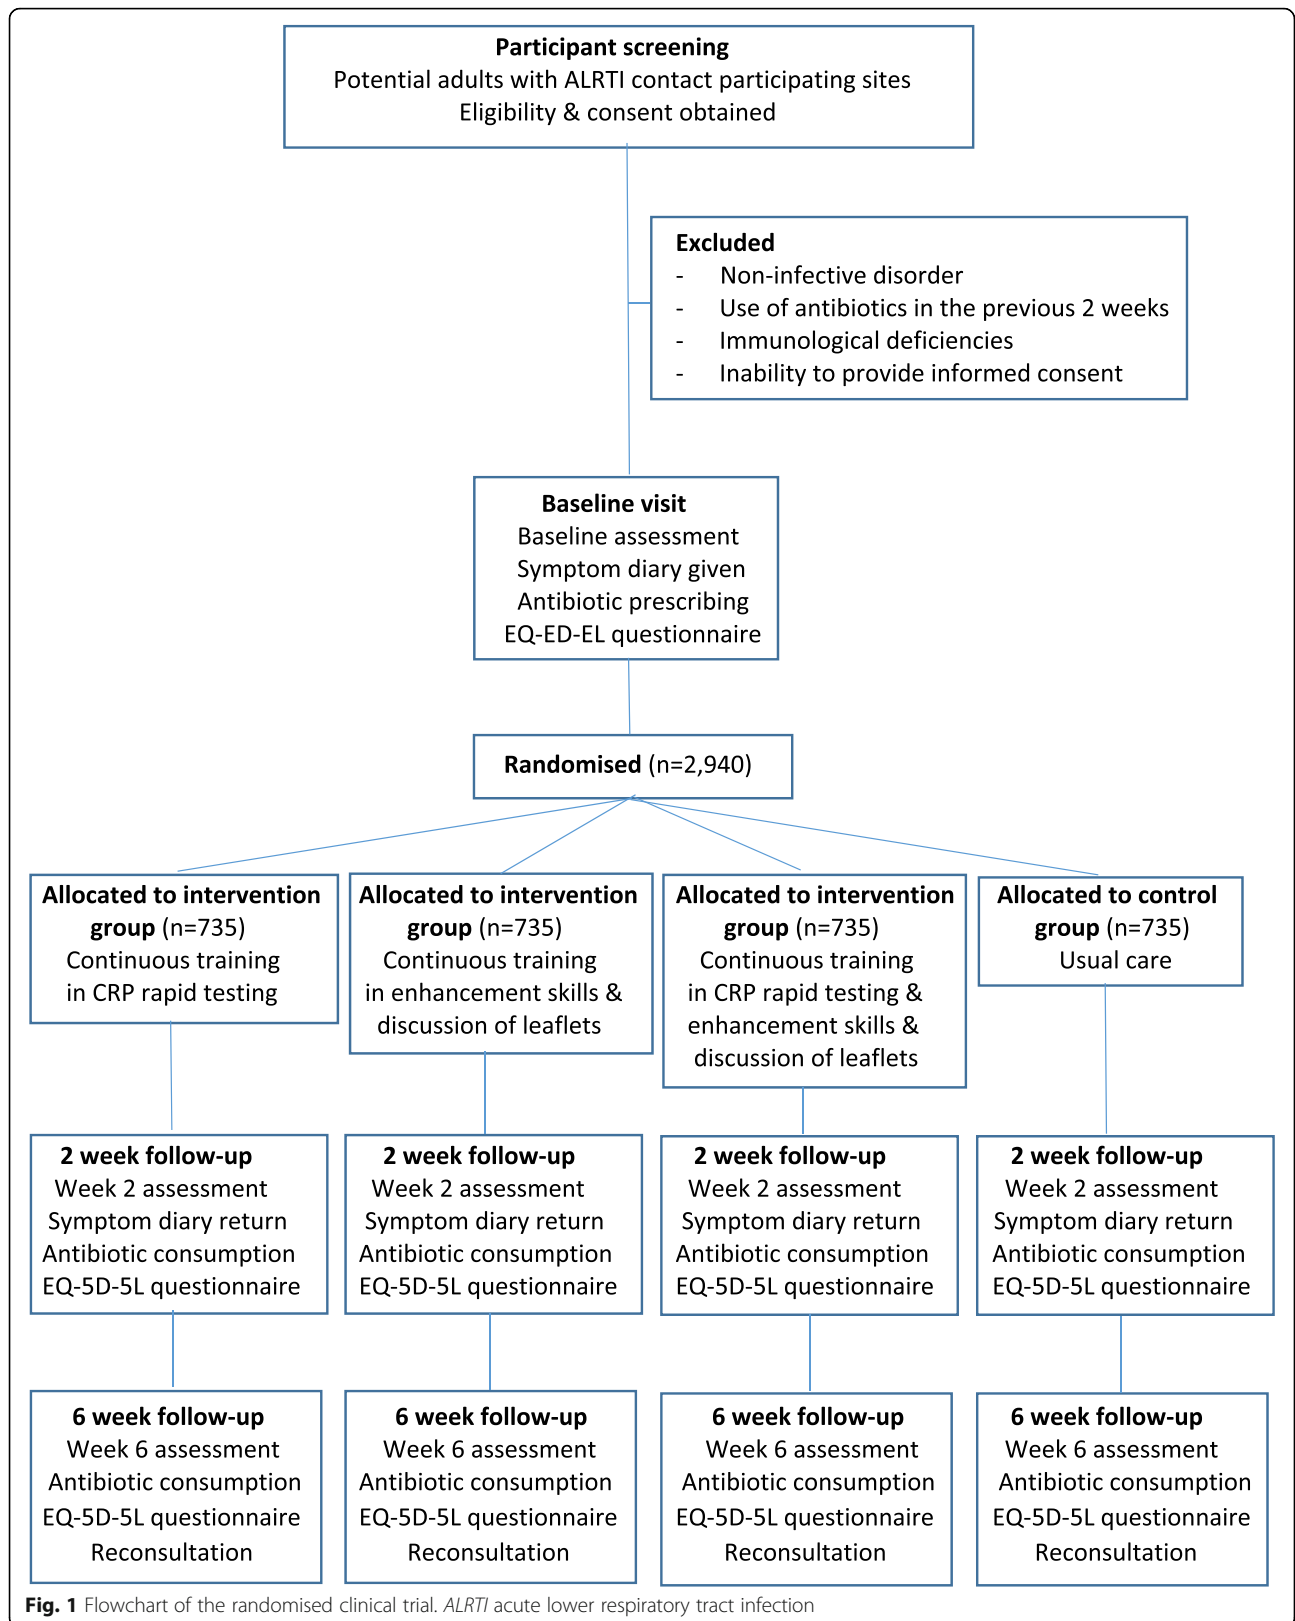 Participant screening
Potential adults with ALRTI contact participating sites
Eligibility & consent obtained
Excluded
- Non-infective disorder
- Use of antibiotics in the previous 2 weeks
- Immunological deficiencies
- Inability to provide informed consent
Baseline visit
Baseline assessment
Symptom diary given
Antibiotic prescribing
EQ-ED-EL questionnaire
Randomised (n=2,940)
Allocated to intervention
group (n=735)
Continuous training
in CRP rapid testing
Allocated to intervention
group (n=735)
Continuous training
in enhancement skills &
discussion of leaflets
Allocated to intervention
group (n=735)
Continuous training
in CRP rapid testing &
enhancement skills &
discussion of leaflets
Allocated to control
group (n=735)
Usual care
2 week follow-up
Week 2 assessment
Symptom diary return
Antibiotic consumption
EQ-5D-5L questionnaire
2 week follow-up
Week 2 assessment
Symptom diary return
Antibiotic consumption
EQ-5D-5L questionnaire
2 week follow-up
Week 2 assessment
Symptom diary return
Antibiotic consumption
EQ-5D-5L questionnaire
2 week follow-up
Week 2 assessment
Symptom diary return
Antibiotic consumption
EQ-5D-5L questionnaire
6 week follow-up
Week 6 assessment
Antibiotic consumption
EQ-5D-5L questionnaire
Reconsultation
6 week follow-up
Week 6 assessment
Antibiotic consumption
EQ-5D-5L questionnaire
Reconsultation
6 week follow-up
Week 6 assessment
Antibiotic consumption
EQ-5D-5L questionnaire
Reconsultation
6 week follow-up
Week 6 assessment
Antibiotic consumption
EQ-5D-5L questionnaire
Reconsultation
Fig. 1 Flowchart of the randomised clinical trial. ALRTI acute lower respiratory tract infection